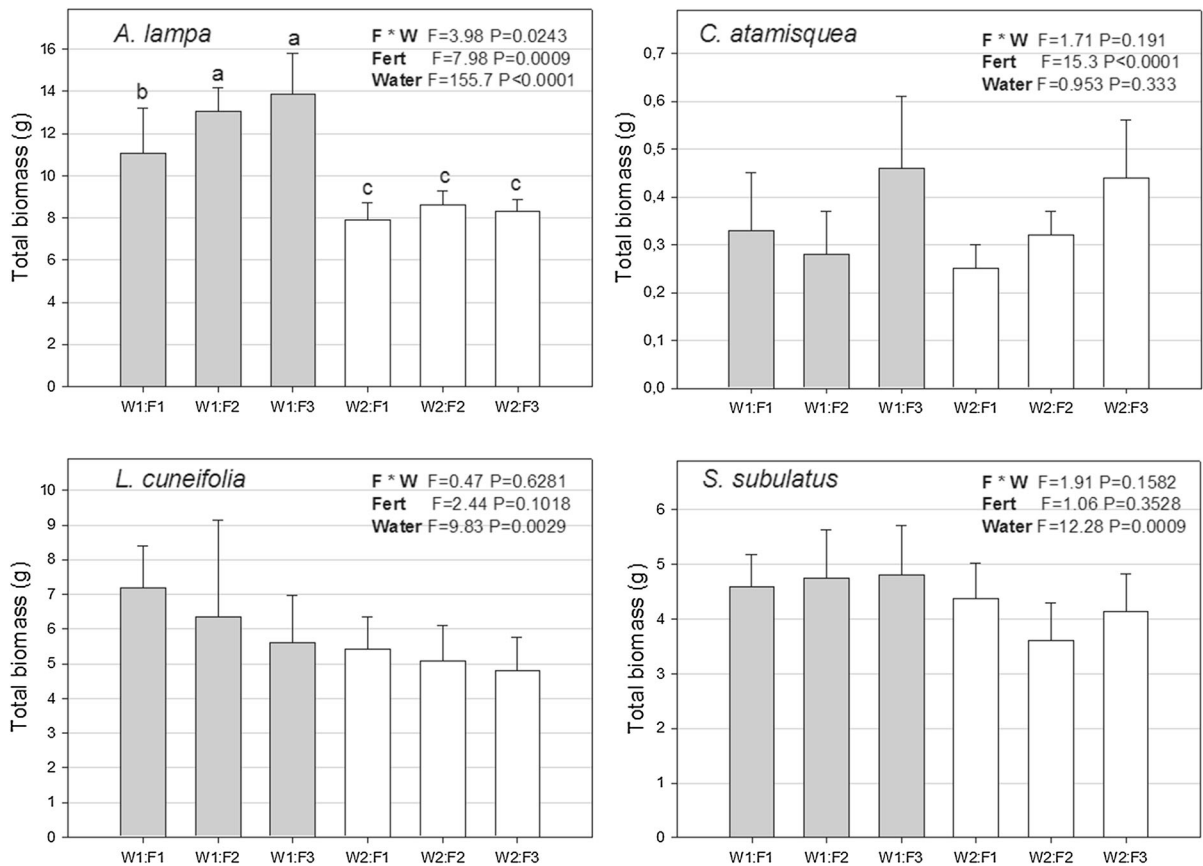 A. lampa
F * W F=3.98 P=0.0243
Fert F=7.98 P=0.0009
Water F=155.7 P<0.0001
Total biomass (g)
16
14
12
10
8
6
4
2
0
b
a
a
c
c
c
W1:F1 W1:F2 W1:F3 W2:F1 W2:F2 W2:F3
C. atamisquea
F * W F=1.71 P=0.191
Fert F=15.3 P<0.0001
Water F=0.953 P=0.333
Total biomass (g)
0,7
0,6
0,5
0,4
0,3
0,2
0,1
0,0
W1:F1 W1:F2 W1:F3 W2:F1 W2:F2 W2:F3
L. cuneifolia
F * W F=0.47 P=0.6281
Fert F=2.44 P=0.1018
Water F=9.83 P=0.0029
Total biomass (g)
10
9
8
7
6
5
4
3
2
1
0
W1:F1 W1:F2 W1:F3 W2:F1 W2:F2 W2:F3
S. subulatus
F * W F=1.91 P=0.1582
Fert F=1.06 P=0.3528
Water F=12.28 P=0.0009
Total biomass (g)
6
5
4
3
2
1
0
W1:F1 W1:F2 W1:F3 W2:F1 W2:F2 W2:F3